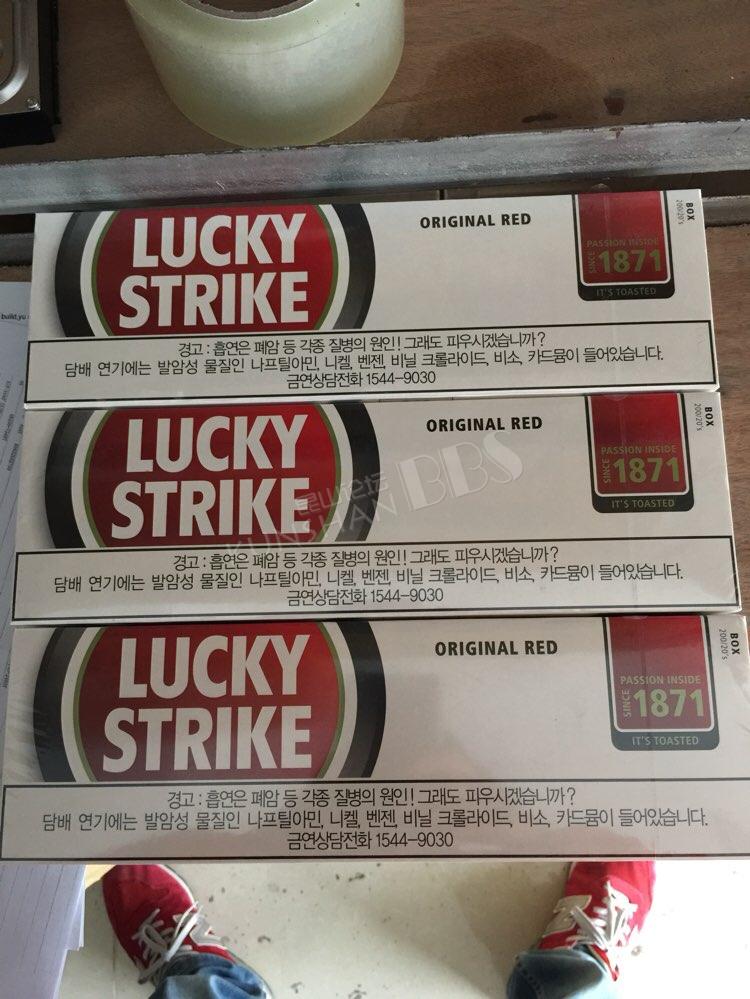 LUCKY
STRIKE
ORIGINAL RED
PASSION INSIDE
SINCE 1871
IT'S TOASTED
BOX
200/20's
경고 : 흡연은 폐암 등 각종 질병의 원인! 그래도 피우시겠습니까?
담배 연기에는 발암성 물질인 나프틸아민, 니켈, 벤젠, 비닐 크롤라이드, 비소, 카드뮴이 들어있습니다.
금연상담전화 1544-9030
LUCKY
STRIKE
ORIGINAL RED
PASSION INSIDE
SINCE 1871
IT'S TOASTED
BOX
200/20's
昆山论坛
KUNSHAN BBS
경고 : 흡연은 폐암 등 각종 질병의 원인! 그래도 피우시겠습니까?
담배 연기에는 발암성 물질인 나프틸아민, 니켈, 벤젠, 비닐 크롤라이드, 비소, 카드뮴이 들어있습니다.
금연상담전화 1544-9030
LUCKY
STRIKE
ORIGINAL RED
PASSION INSIDE
SINCE 1871
IT'S TOASTED
BOX
200/20's
경고 : 흡연은 폐암 등 각종 질병의 원인! 그래도 피우시겠습니까?
담배 연기에는 발암성 물질인 나프틸아민, 니켈, 벤젠, 비닐 크롤라이드, 비소, 카드뮴이 들어있습니다.
금연상담전화 1544-9030